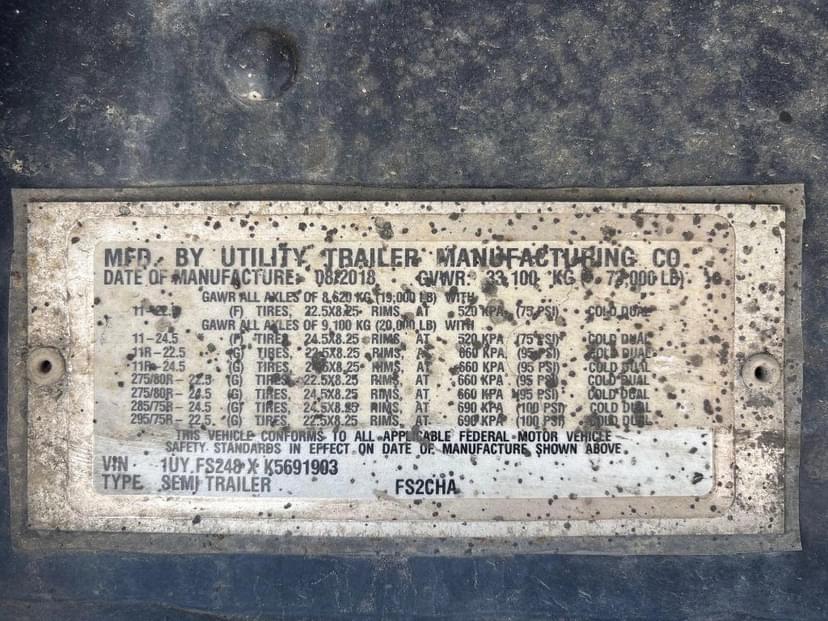 MFD. BY UTILITY TRAILER MANUFACTURING CO
DATE OF MANUFACTURE: 08/2018 GVWR: 33,100 KG ( 73,000 LB)
GAWR ALL AXLES OF 8,620 KG (19,000 LB) WITH
11-22.5 (F) TIRES, 22.5X8.25 RIMS, AT 520 KPA (75 PSI) COLD DUAL
GAWR ALL AXLES OF 9,100 KG (20,000 LB) WITH
11-24.5 (F) TIRES, 24.5X8.25 RIMS, AT 520 KPA (75 PSI) COLD DUAL
11R-22.5 (G) TIRES, 22.5X8.25 RIMS, AT 660 KPA (95 PSI) COLD DUAL
11R-24.5 (G) TIRES, 24.5X8.25 RIMS, AT 660 KPA (95 PSI) COLD DUAL
275/80R-22.5 (G) TIRES, 22.5X8.25 RIMS, AT 660 KPA (95 PSI) COLD DUAL
275/80R-24.5 (G) TIRES, 24.5X8.25 RIMS, AT 660 KPA (95 PSI) COLD DUAL
285/75R-24.5 (G) TIRES, 24.5X8.25 RIMS, AT 690 KPA (100 PSI) COLD DUAL
295/75R-22.5 (G) TIRES, 22.5X8.25 RIMS, AT 690 KPA (100 PSI) COLD DUAL
THIS VEHICLE CONFORMS TO ALL APPLICABLE FEDERAL MOTOR VEHICLE
SAFETY STANDARDS IN EFFECT ON DATE OF MANUFACTURE SHOWN ABOVE.
VIN 1UY FS248 X K5691903
TYPE SEMI TRAILER FS2CHA